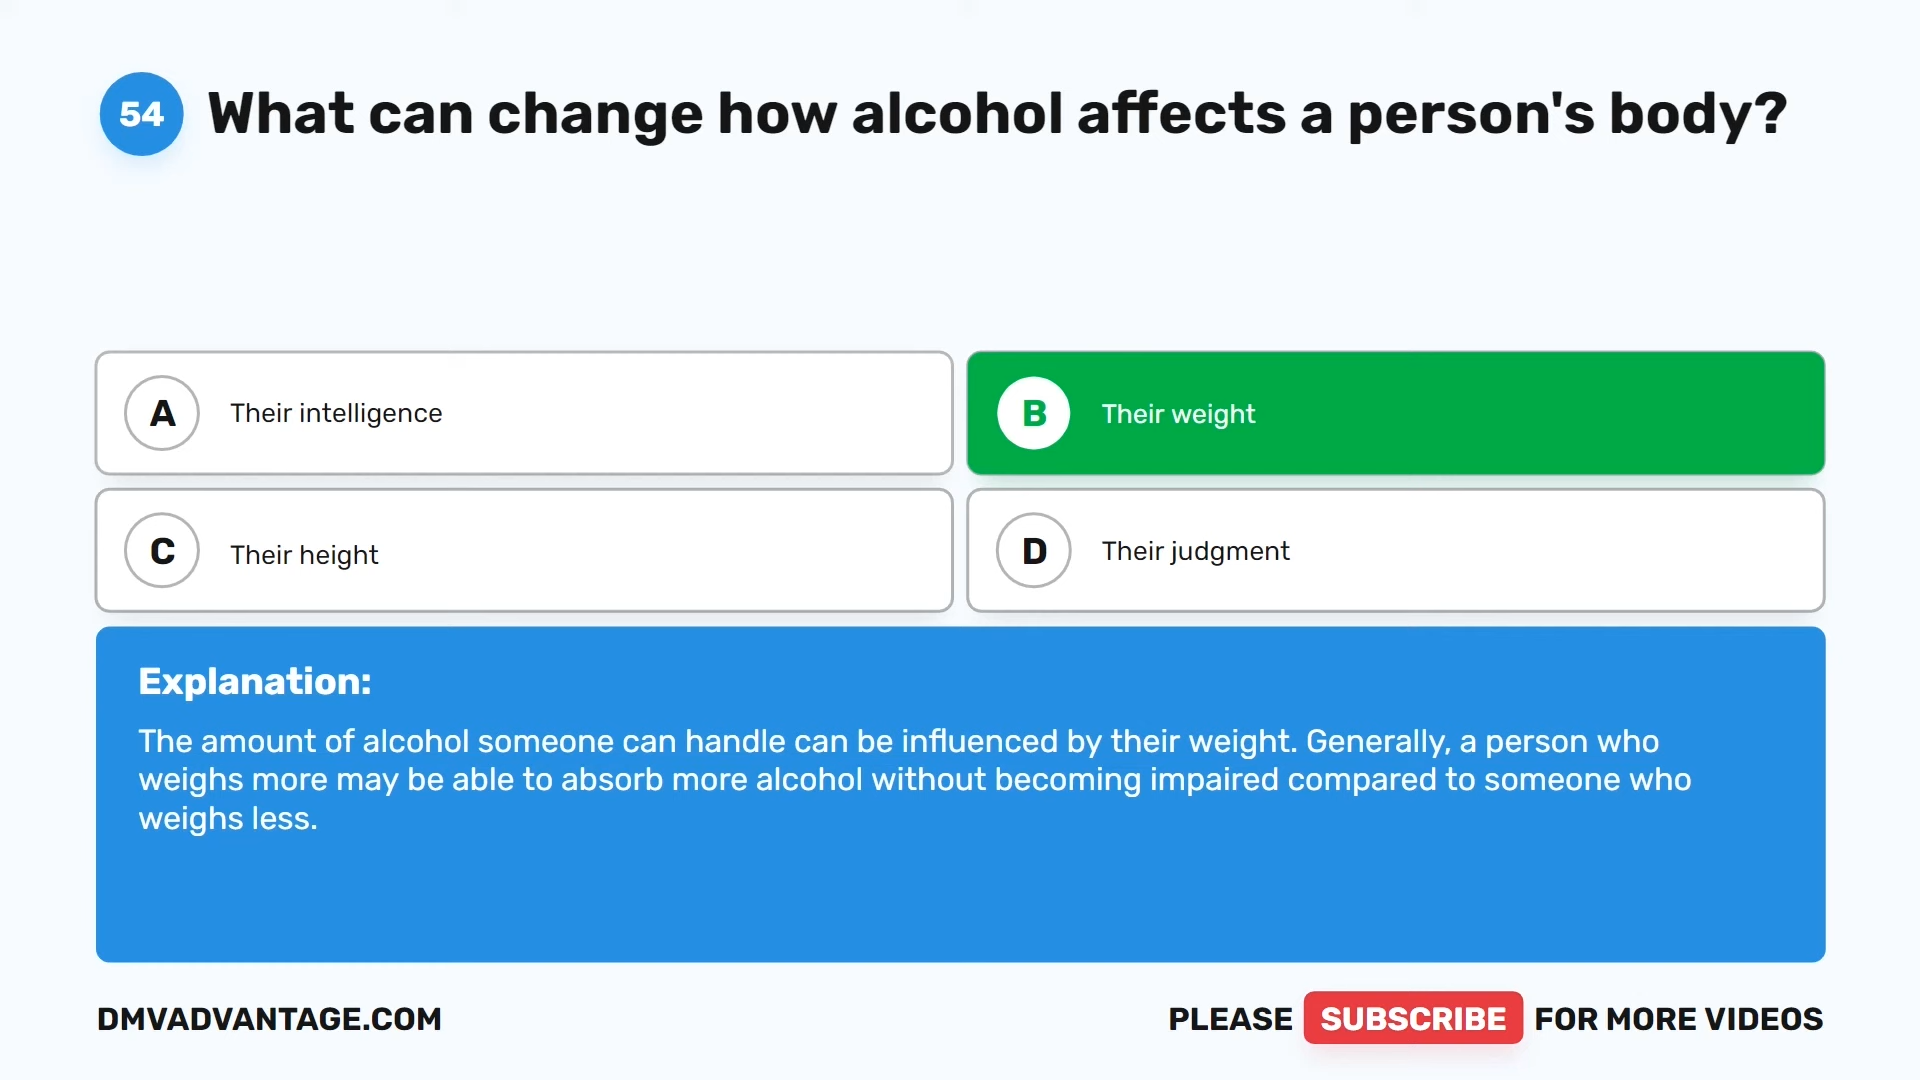 54 What can change how alcohol affects a person's body?
A Their intelligence
B Their weight
C Their height
D Their judgment
Explanation:
The amount of alcohol someone can handle can be influenced by their weight. Generally, a person who
weighs more may be able to absorb more alcohol without becoming impaired compared to someone who
weighs less.
DMVADVANTAGE.COM
PLEASE SUBSCRIBE FOR MORE VIDEOS